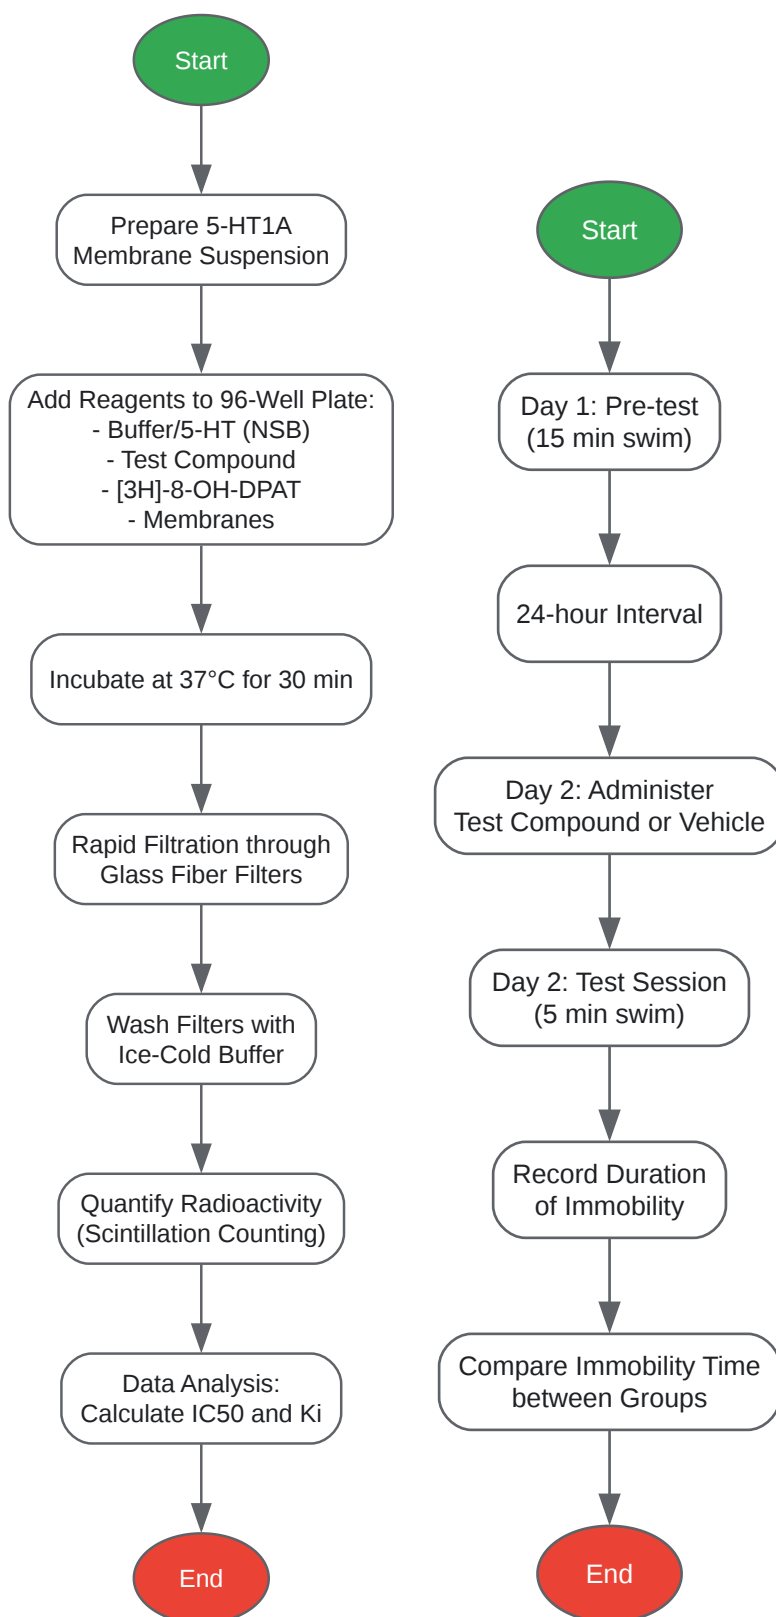 Start
Prepare 5-HT1A
Membrane Suspension
Add Reagents to 96-Well Plate:
- Buffer/5-HT (NSB)
- Test Compound
- [3H]-8-OH-DPAT
- Membranes
Incubate at 37°C for 30 min
Rapid Filtration through
Glass Fiber Filters
Wash Filters with
Ice-Cold Buffer
Quantify Radioactivity
(Scintillation Counting)
Data Analysis:
Calculate IC50 and Ki
End
Start
Day 1: Pre-test
(15 min swim)
24-hour Interval
Day 2: Administer
Test Compound or Vehicle
Day 2: Test Session
(5 min swim)
Record Duration
of Immobility
Compare Immobility Time
between Groups
End